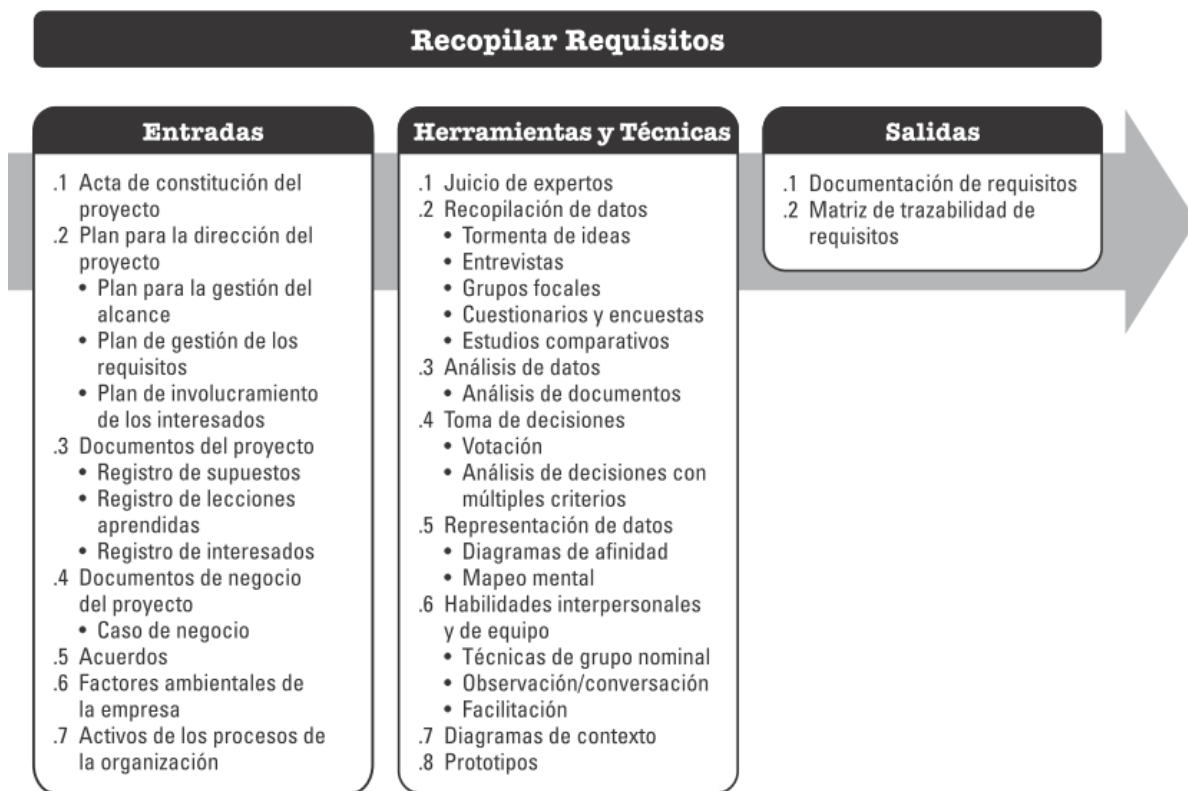 Recopilar Requisitos
Entradas
.1 Acta de constitución del
proyecto
.2 Plan para la dirección del
proyecto
• Plan para la gestión del
alcance
• Plan de gestión de los
requisitos
• Plan de involucramiento
de los interesados
.3 Documentos del proyecto
• Registro de supuestos
• Registro de lecciones
aprendidas
• Registro de interesados
.4 Documentos de negocio
del proyecto
• Caso de negocio
.5 Acuerdos
.6 Factores ambientales de
la empresa
.7 Activos de los procesos de
la organización
Herramientas y Técnicas
.1 Juicio de expertos
.2 Recopilación de datos
• Tormenta de ideas
• Entrevistas
• Grupos focales
• Cuestionarios y encuestas
• Estudios comparativos
.3 Análisis de datos
• Análisis de documentos
.4 Toma de decisiones
• Votación
• Análisis de decisiones con
múltiples criterios
.5 Representación de datos
• Diagramas de afinidad
• Mapeo mental
.6 Habilidades interpersonales
y de equipo
• Técnicas de grupo nominal
• Observación/conversación
• Facilitación
.7 Diagramas de contexto
.8 Prototipos
Salidas
.1 Documentación de requisitos
.2 Matriz de trazabilidad de
requisitos